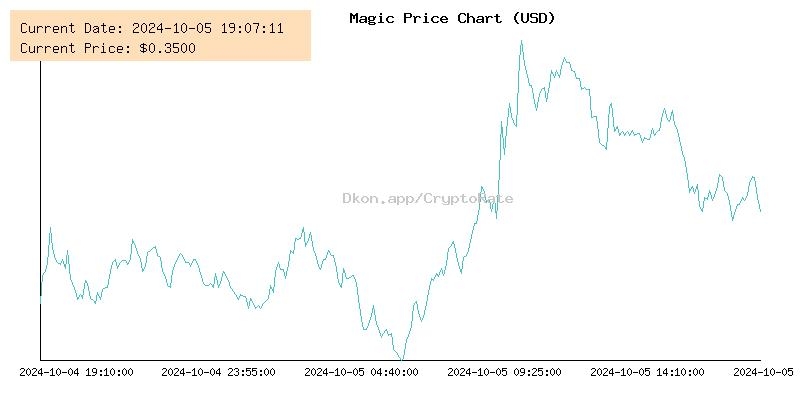 Magic Price Chart (USD)
Current Date: 2024-10-05 19:07:11
Current Price: $0.3500
Dkon.app/CryptoRate
2024-10-04 19:10:00 2024-10-04 23:55:00 2024-10-05 04:40:00 2024-10-05 09:25:00 2024-10-05 14:10:00 2024-10-05